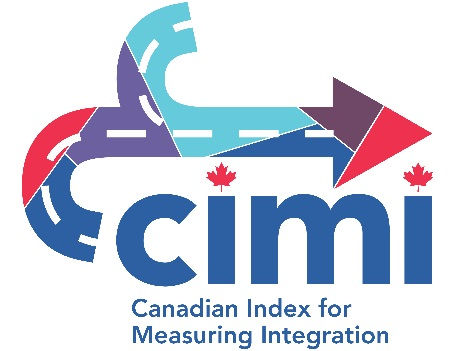 cimi
Canadian Index for
Measuring Integration